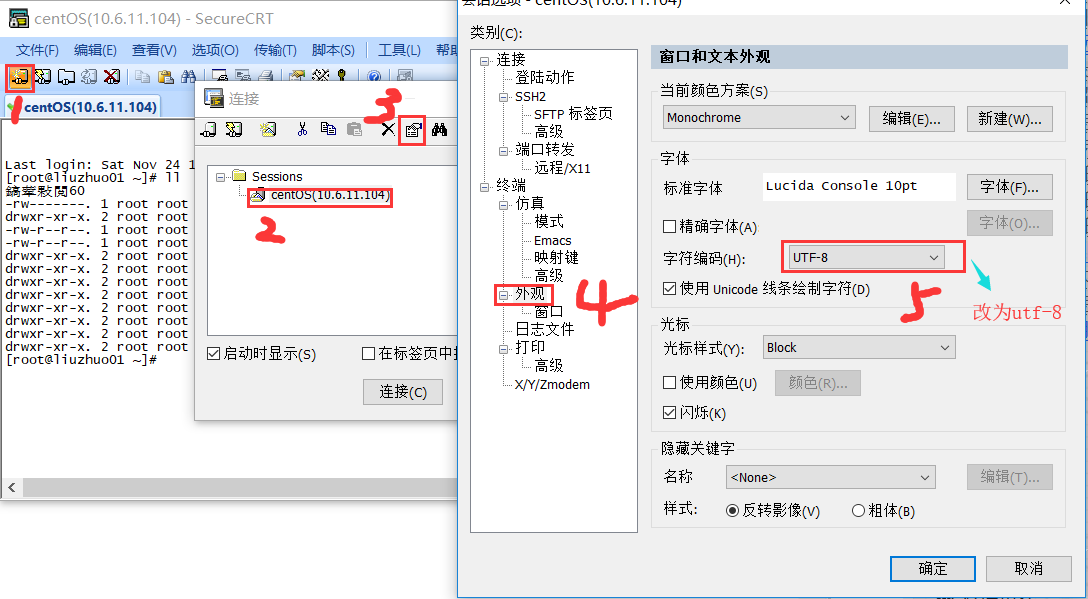 centOS(10.6.11.104) - SecureCRT
文件(F) 编辑(E) 查看(V) 选项(O) 传输(T) 脚本(S) 工具(L) 帮助
1
centOS(10.6.11.104)
Last login: Sat Nov 24 1
[root@liuzhuo01 ~]# ll
60
-rw-------. 1 root root
drwxr-xr-x. 2 root root
-rw-r--r--. 1 root root
-rw-r--r--. 1 root root
drwxr-xr-x. 2 root root
drwxr-xr-x. 2 root root
drwxr-xr-x. 2 root root
drwxr-xr-x. 2 root root
drwxr-xr-x. 2 root root
drwxr-xr-x. 2 root root
drwxr-xr-x. 2 root root
drwxr-xr-x. 2 root root
[root@liuzhuo01 ~]#
连接
3
Sessions
centOS(10.6.11.104)
2
启动时显示(S)
在标签页中
连接(C)
会话选项 - centOS(10.6.11.104)
类别(C):
连接
登陆动作
SSH2
SFTP 标签页
高级
端口转发
远程/X11
终端
仿真
模式
Emacs
映射键
高级
外观
窗口
日志文件
打印
高级
X/Y/Zmodem
4
窗口和文本外观
当前颜色方案(S)
Monochrome
编辑(E)...
新建(W)...
字体
标准字体
Lucida Console 10pt
字体(F)...
精确字体(A)
字体(O)...
字符编码(H):
UTF-8
使用 Unicode 线条绘制字符(D)
5
改为utf-8
光标
光标样式(Y):
Block
使用颜色(U)
颜色(R)...
闪烁(K)
隐藏关键字
名称
<None>
编辑(T)...
样式:
反转影像(V)
粗体(B)
确定
取消